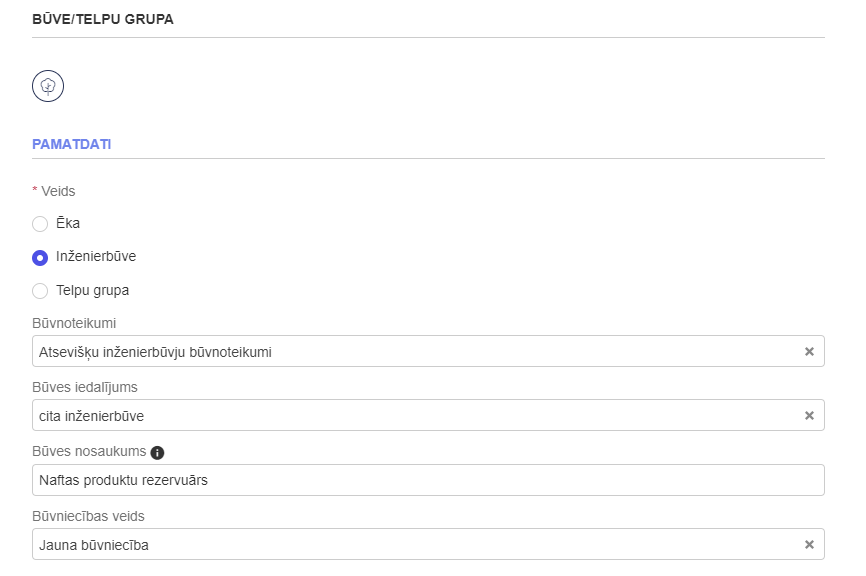 BŪVE/TELPU GRUPA
PAMATDATI
* Veids
Ēka
Inženierbūve
Telpu grupa
Būvnoteikumi
Atsevišķu inženierbūvju būvnoteikumi
Būves iedalījums
cita inženierbūve
Būves nosaukums
Naftas produktu rezervuārs
Būvniecības veids
Jauna būvniecība